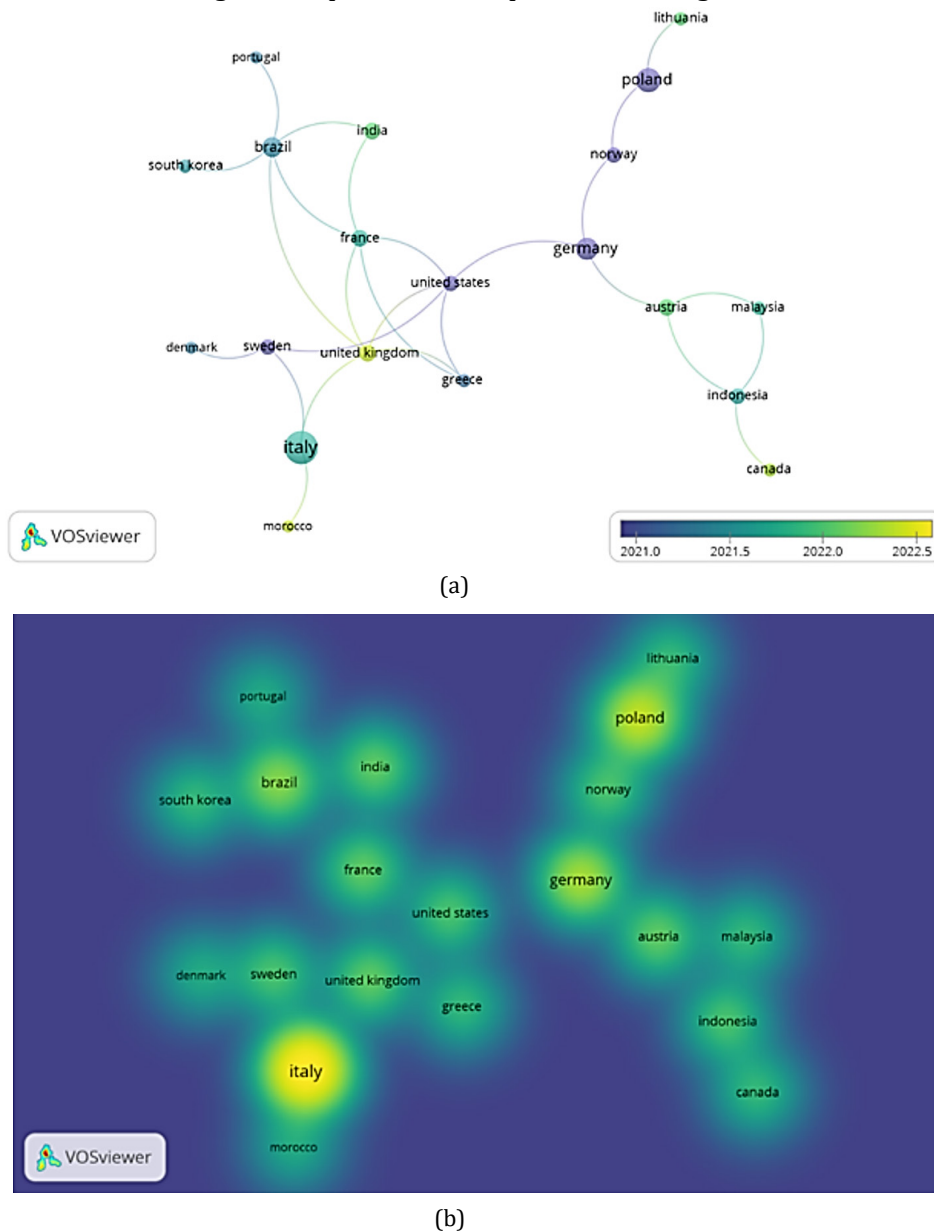 lithuania
portugal
poland
india
brazil
norway
south korea
france
germany
united states
austria
malaysia
denmark
sweden
united kingdom
greece
indonesia
italy
canada
morocco
VOSviewer
2021.0 2021.5 2022.0 2022.5
(a)
lithuania
portugal
poland
india
brazil
norway
south korea
france
germany
united states
austria
malaysia
denmark
sweden
united kingdom
greece
indonesia
italy
canada
morocco
VOSviewer
(b)